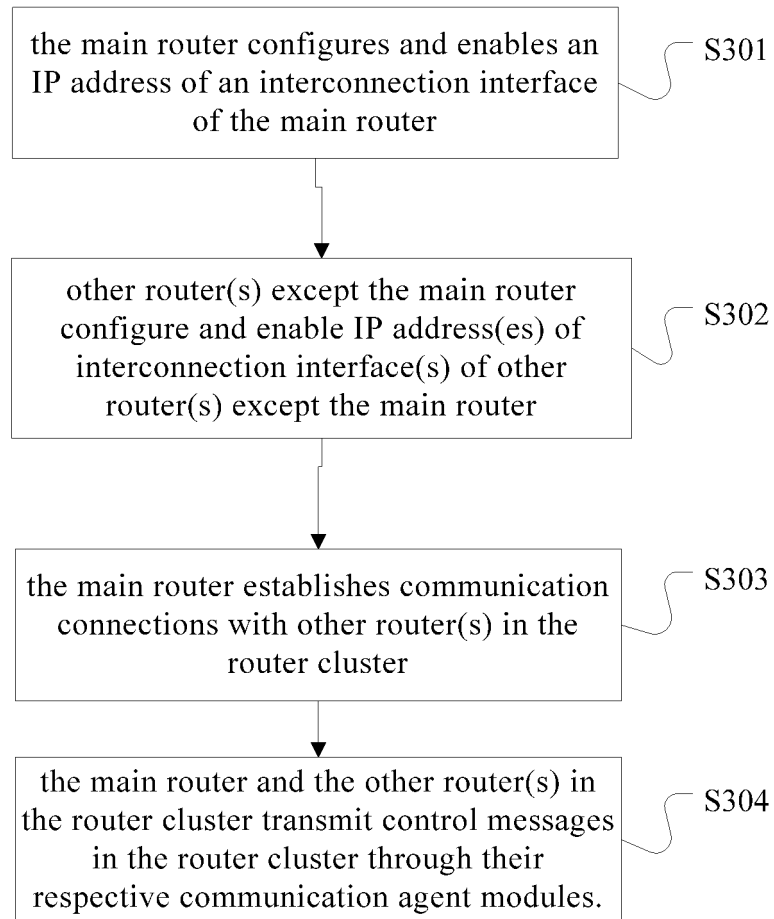 the main router configures and enables an
IP address of an interconnection interface
of the main router
S301
other router(s) except the main router
configure and enable IP address(es) of
interconnection interface(s) of other
router(s) except the main router
S302
the main router establishes communication
connections with other router(s) in the
router cluster
S303
the main router and the other router(s) in
the router cluster transmit control messages
in the router cluster through their
respective communication agent modules.
S304